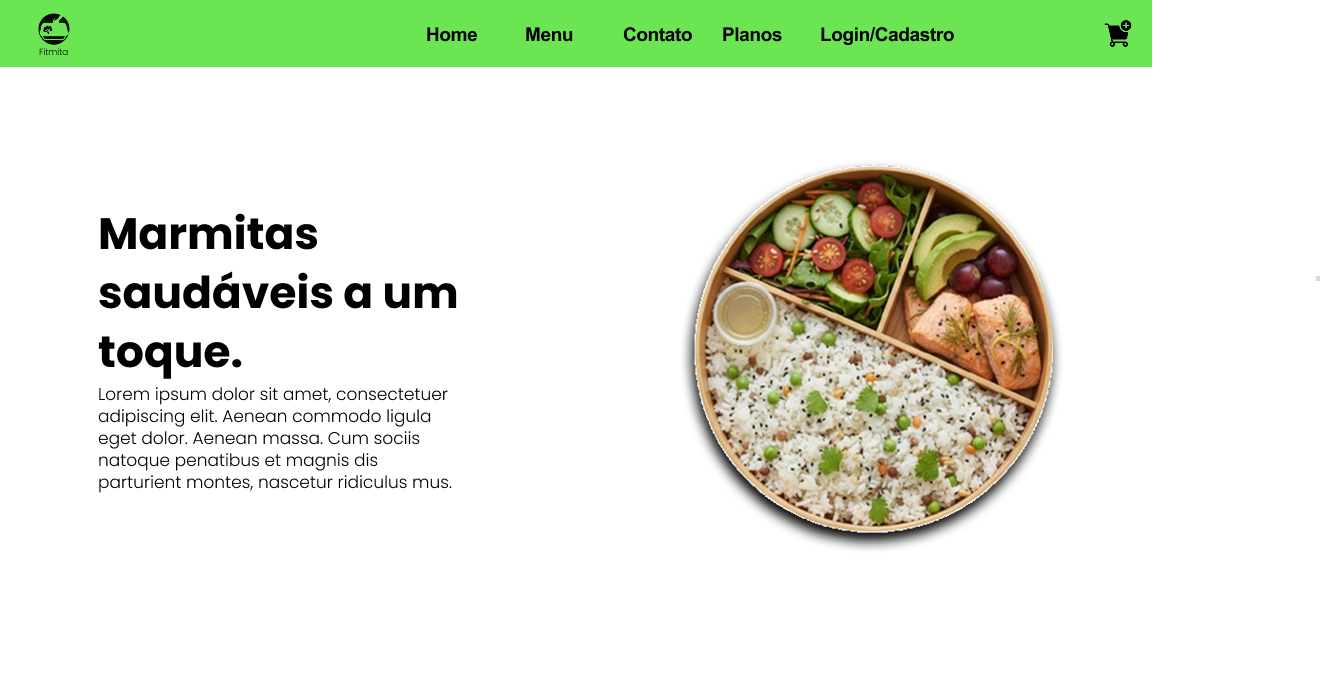 Fitmita
Home Menu Contato Planos Login/Cadastro
Marmitas
saudáveis a um
toque.
Lorem ipsum dolor sit amet, consectetuer
adipiscing elit. Aenean commodo ligula
eget dolor. Aenean massa. Cum sociis
natoque penatibus et magnis dis
parturient montes, nascetur ridiculus mus.